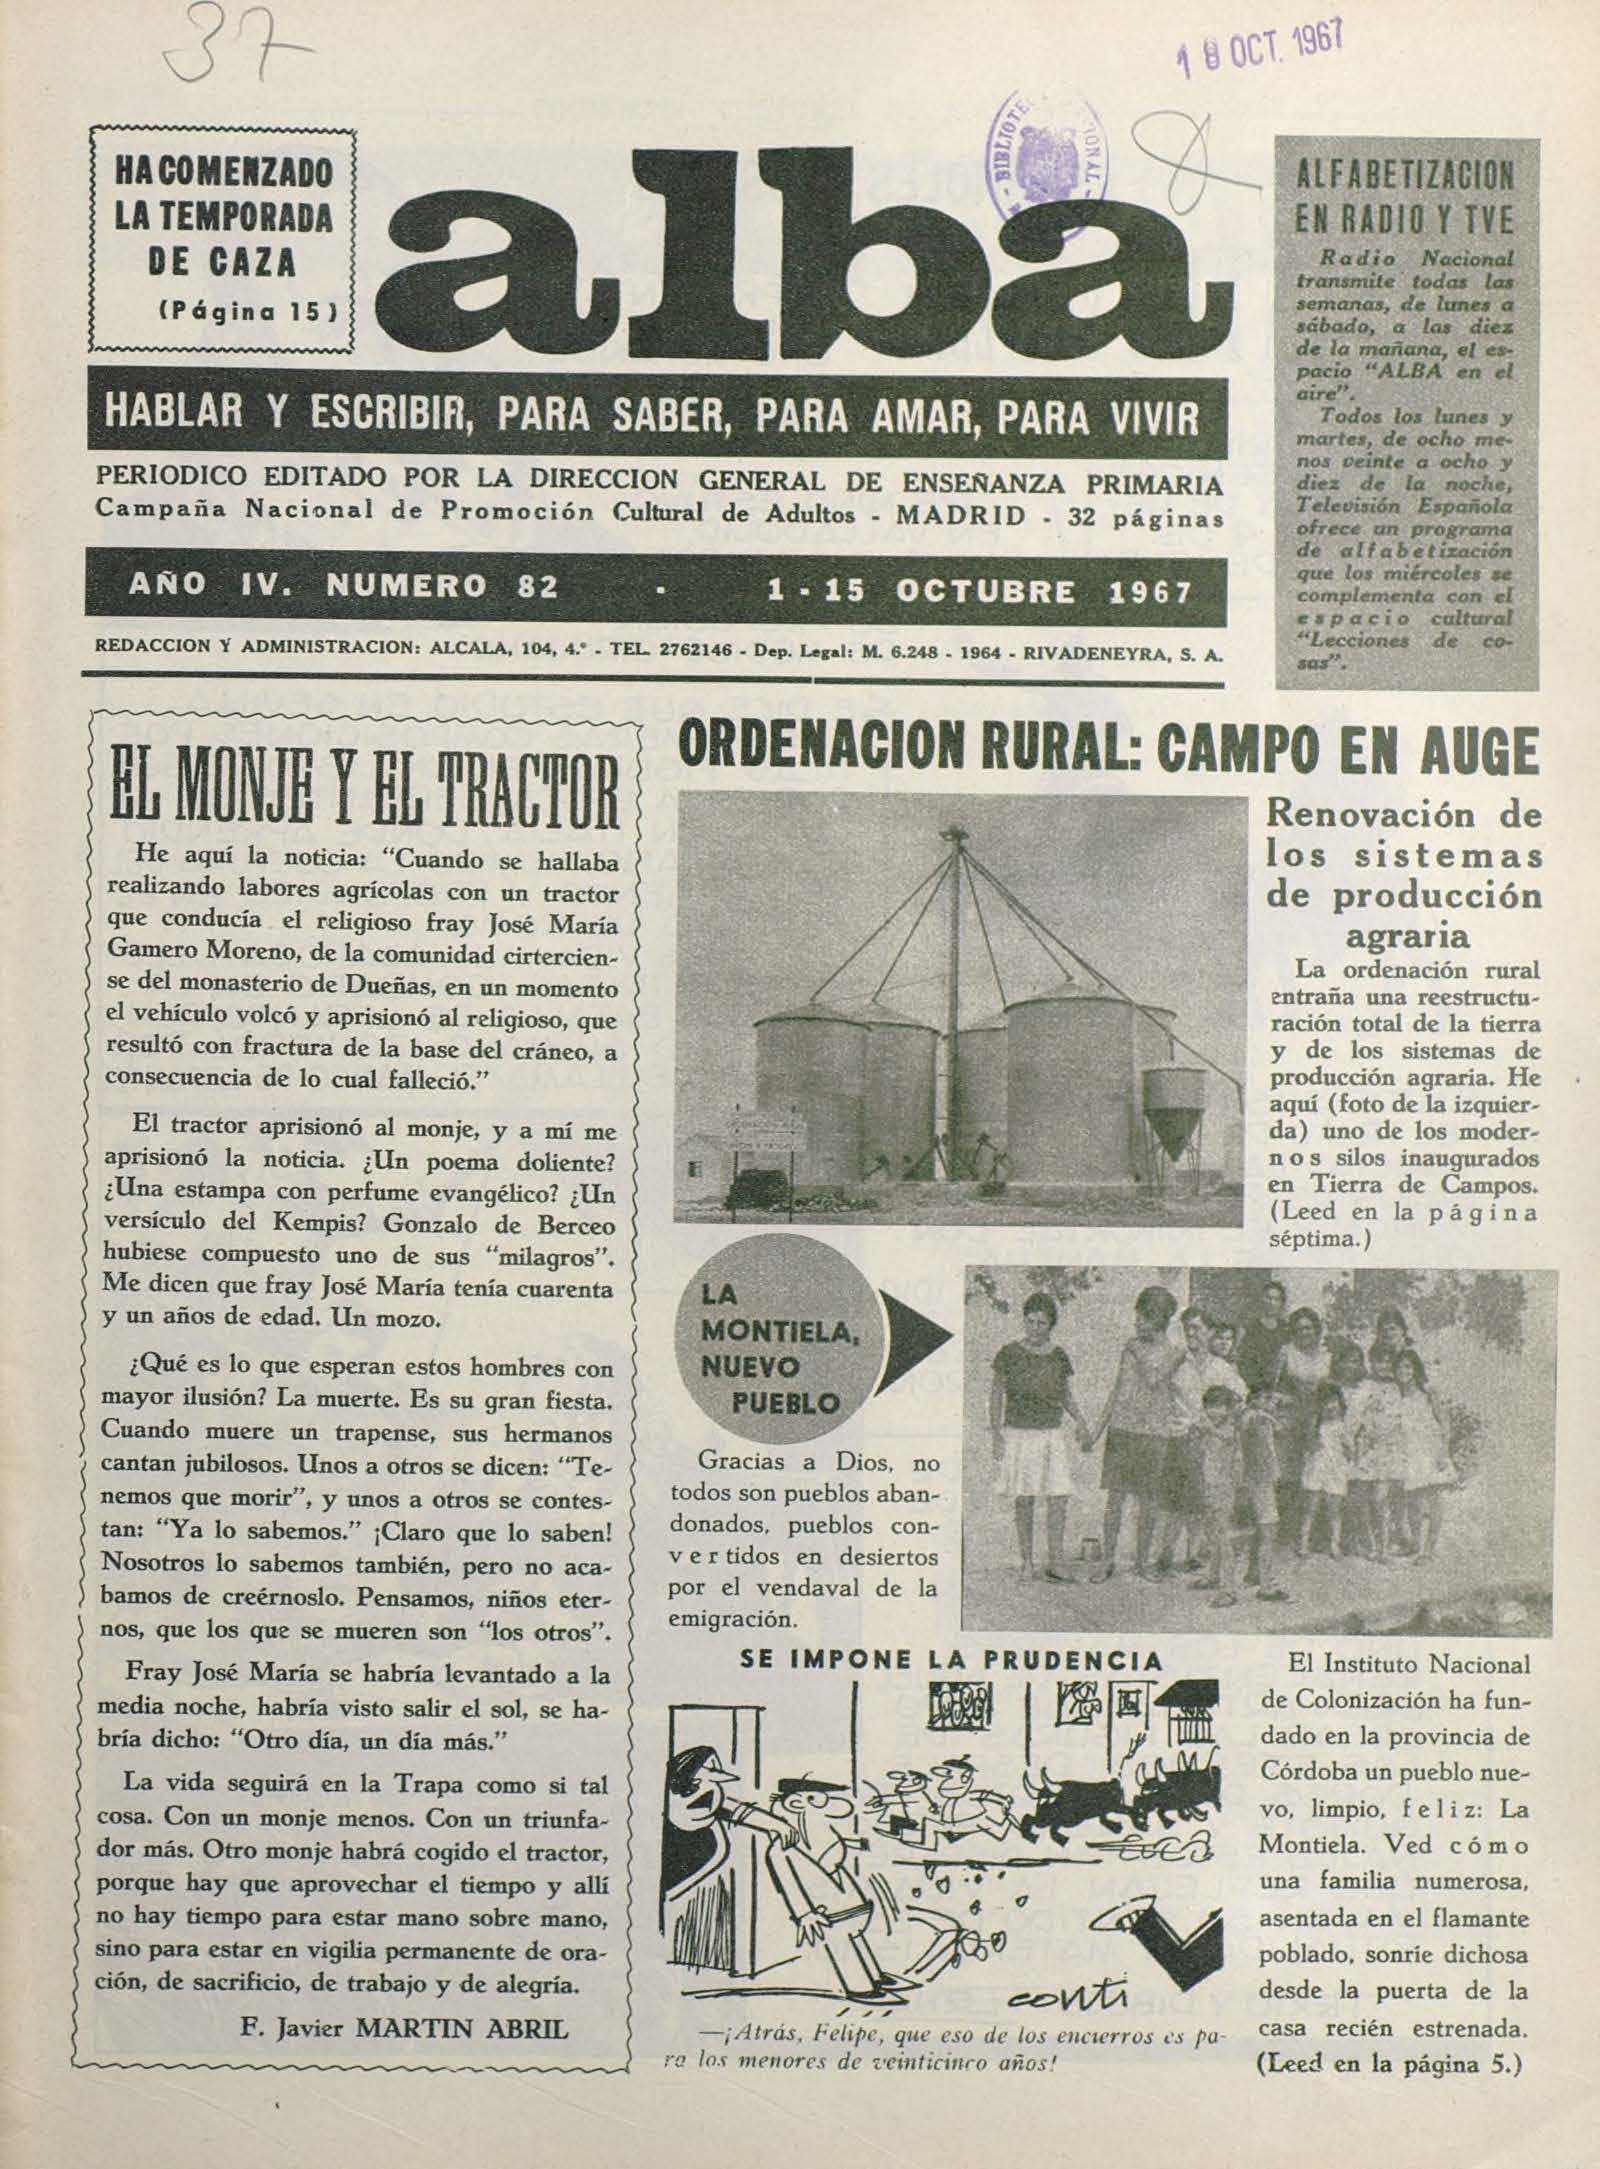 37
18 OCT. 1967
HA COMENZADO
LA TEMPORADA
DE CAZA
(Página 15)
alba
HABLAR Y ESCRIBIR, PARA SABER, PARA AMAR, PARA VIVIR
PERIODICO EDITADO POR LA DIRECCION GENERAL DE ENSEÑANZA PRIMARIA
Campaña Nacional de Promoción Cultural de Adultos - MADRID - 32 páginas
AÑO IV. NUMERO 82 - 1 - 15 OCTUBRE 1967
REDACCION Y ADMINISTRACION: ALCALA, 104, 4.° - TEL. 2762146 - Dep. Legal: M. 6.248 - 1964 - RIVADENEYRA, S. A.
ALFABETIZACION
EN RADIO Y TVE
Radio Nacional
transmite todas las
semanas, de lunes a
sábado, a las diez
de la mañana, el es-
pacio "ALBA en el
aire".
Todos los lunes y
martes, de ocho me-
nos veinte a ocho y
diez de la noche,
Televisión Española
ofrece un programa
de alfabetización
que los miércoles se
complementa con el
espacio cultural
"Lecciones de co-
sas".
EL MONJE Y EL TRACTOR
He aquí la noticia: "Cuando se hallaba
realizando labores agrícolas con un tractor
que conducía el religioso fray José María
Gamero Moreno, de la comunidad cirtercien-
se del monasterio de Dueñas, en un momento
el vehículo volcó y aprisionó al religioso, que
resultó con fractura de la base del cráneo, a
consecuencia de lo cual falleció."
El tractor aprisionó al monje, y a mí me
aprisionó la noticia. ¿Un poema doliente?
¿Una estampa con perfume evangélico? ¿Un
versículo del Kempis? Gonzalo de Berceo
hubiese compuesto uno de sus "milagros".
Me dicen que fray José María tenía cuarenta
y un años de edad. Un mozo.
¿Qué es lo que esperan estos hombres con
mayor ilusión? La muerte. Es su gran fiesta.
Cuando muere un trapense, sus hermanos
cantan jubilosos. Unos a otros se dicen: "Te-
nemos que morir", y unos a otros se contes-
tan: "Ya lo sabemos." ¡Claro que lo saben!
Nosotros lo sabemos también, pero no aca-
bamos de creérnoslo. Pensamos, niños eter-
nos, que los que se mueren son "los otros".
Fray José María se habría levantado a la
media noche, habría visto salir el sol, se ha-
bría dicho: "Otro día, un día más."
La vida seguirá en la Trapa como si tal
cosa. Con un monje menos. Con un triunfa-
dor más. Otro monje habrá cogido el tractor,
porque hay que aprovechar el tiempo y allí
no hay tiempo para estar mano sobre mano,
sino para estar en vigilia permanente de ora-
ción, de sacrificio, de trabajo y de alegría.
F. Javier MARTIN ABRIL
ORDENACION RURAL: CAMPO EN AUGE
Renovación de
los sistemas
de producción
agraria
La ordenación rural
entraña una reestructu-
ración total de la tierra
y de los sistemas de
producción agraria. He
aquí (foto de la izquier-
da) uno de los moder-
nos silos inaugurados
en Tierra de Campos.
(Leed en la página
séptima.)
LA
MONTIELA,
NUEVO
PUEBLO
Gracias a Dios, no
todos son pueblos aban-
donados, pueblos con-
vertidos en desiertos
por el vendaval de la
emigración.
SE IMPONE LA PRUDENCIA
conti
—¡Atrás, Felipe, que eso de los encierros es pa-
ra los menores de veinticinco años!
El Instituto Nacional
de Colonización ha fun-
dado en la provincia de
Córdoba un pueblo nue-
vo, limpio, feliz: La
Montiela. Ved cómo
una familia numerosa,
asentada en el flamante
poblado, sonríe dichosa
desde la puerta de la
casa recién estrenada.
(Leed en la página 5.)